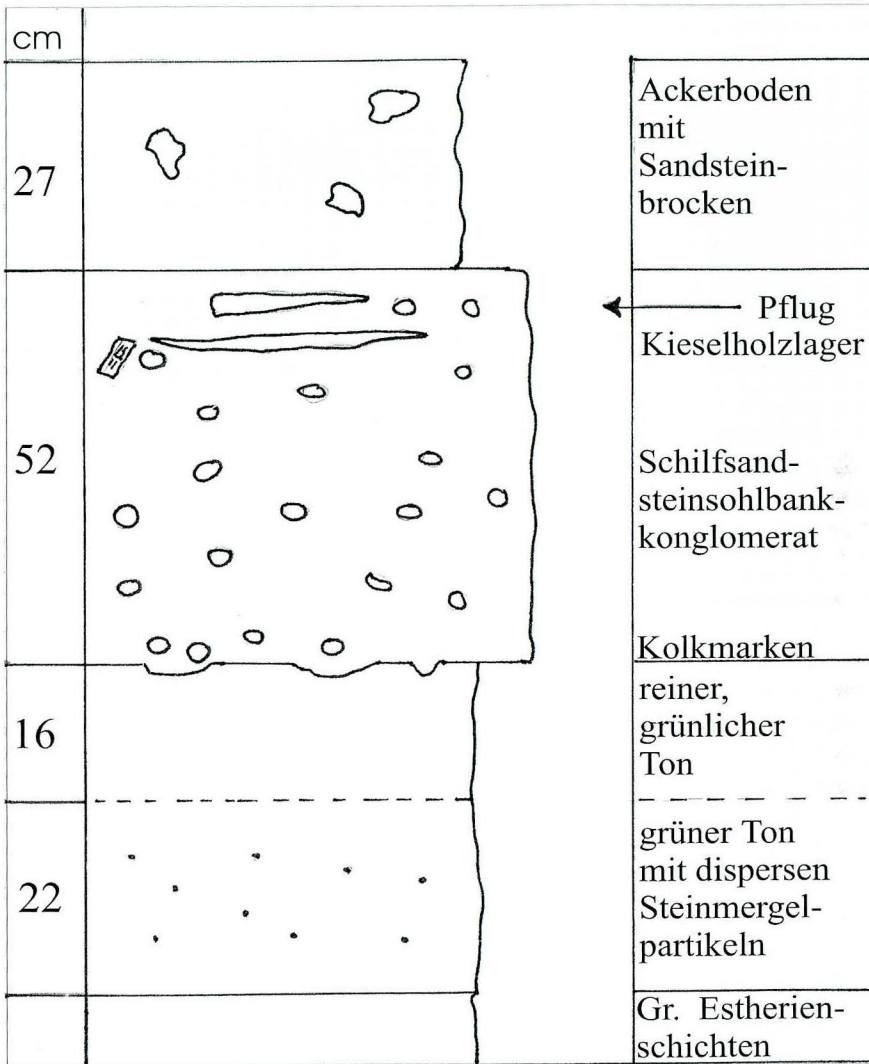 cm
27
Ackerboden
mit
Sandstein-
brocken
52
Pflug
Kieselholzlager
Schilfsand-
steinsohlbank-
konglomerat
Kolkmarken
16
reiner,
grünlicher
Ton
22
grüner Ton
mit dispersen
Steinmergel-
partikeln
Gr. Estherien-
schichten